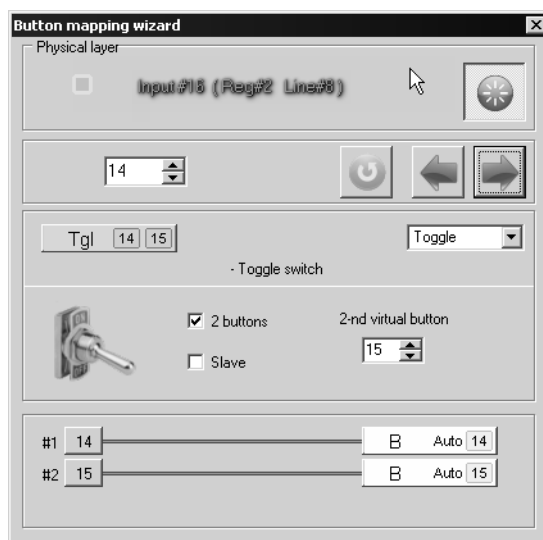 Button mapping wizard
Physical layer
Input#16 (Reg#2 Line#8)
14
Tgl 14 15
Toggle
- Toggle switch
2 buttons
2-nd virtual button
15
Slave
#1 14 B Auto 14
#2 15 B Auto 15